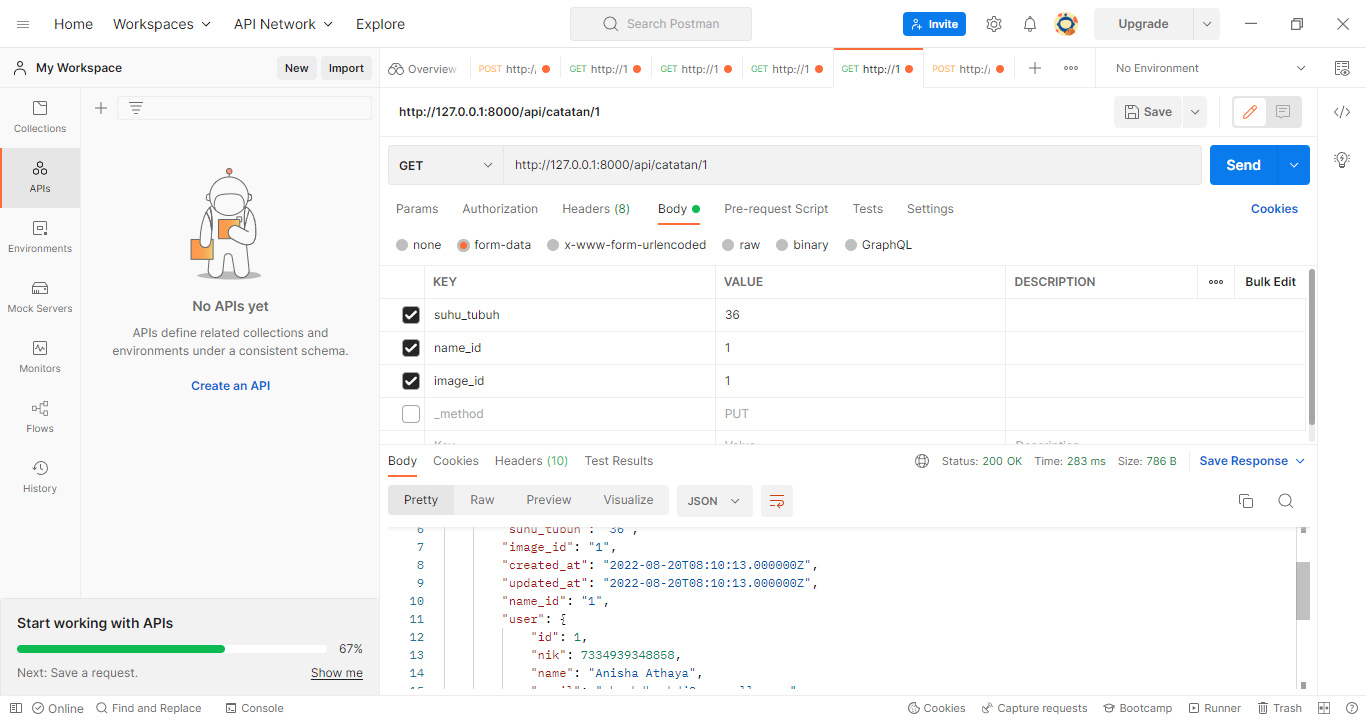 Home Workspaces API Network Explore Search Postman Invite Upgrade
My Workspace New Import Overview POST http:/ GET http://1 GET http://1 GET http://1 GET http://1 POST http:/ No Environment
Collections
APIs
Environments
Mock Servers
Monitors
Flows
History
No APIs yet
APIs define related collections and
environments under a consistent schema.
Create an API
Start working with APIs
67%
Next: Save a request. Show me
http://127.0.0.1:8000/api/catatan/1 Save
GET http://127.0.0.1:8000/api/catatan/1 Send
Params Authorization Headers (8) Body Pre-request Script Tests Settings Cookies
none form-data x-www-form-urlencoded raw binary GraphQL
KEY VALUE DESCRIPTION Bulk Edit
suhu_tubuh 36
name_id 1
image_id 1
_method PUT
Key Value Description
Body Cookies Headers (10) Test Results Status: 200 OK Time: 283 ms Size: 786 B Save Response
Pretty Raw Preview Visualize JSON
6 "suhu_tubuh": "36",
7 "image_id": "1",
8 "created_at": "2022-08-20T08:10:13.000000Z",
9 "updated_at": "2022-08-20T08:10:13.000000Z",
10 "name_id": "1",
11 "user": {
12 "id": 1,
13 "nik": 7334939348858,
14 "name": "Anisha Athaya",
Online Find and Replace Console Cookies Capture requests Bootcamp Runner Trash